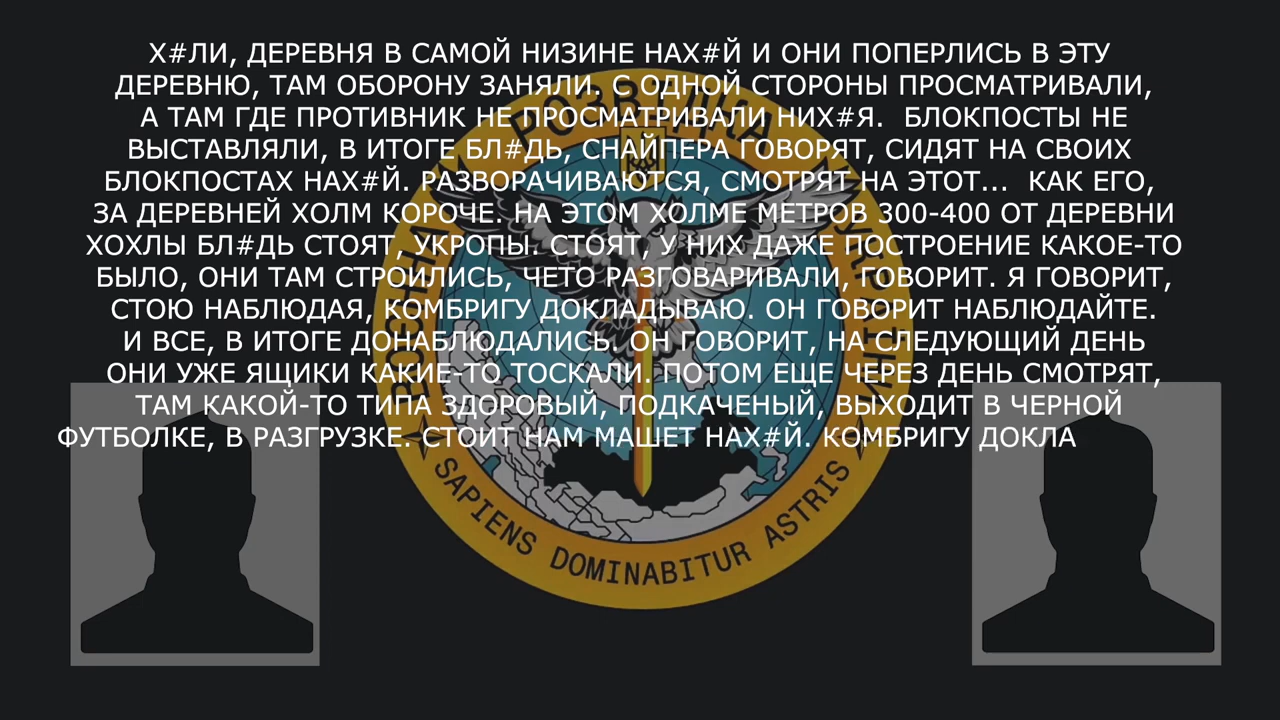 Х#ЛИ, ДЕРЕВНЯ В САМОЙ НИЗИНЕ НАХ#Й И ОНИ ПОПЕРЛИСЬ В ЭТУ
ДЕРЕВНЮ, ТАМ ОБОРОНУ ЗАНЯЛИ. С ОДНОЙ СТОРОНЫ ПРОСМАТРИВАЛИ,
А ТАМ ГДЕ ПРОТИВНИК НЕ ПРОСМАТРИВАЛИ НИХ#Я. БЛОКПОСТЫ НЕ
ВЫСТАВЛЯЛИ, В ИТОГЕ БЛ#ДЬ, СНАЙПЕРА ГОВОРЯТ, СИДЯТ НА СВОИХ
БЛОКПОСТАХ НАХ#Й. РАЗВОРАЧИВАЮТСЯ, СМОТРЯТ НА ЭТОТ... КАК ЕГО,
ЗА ДЕРЕВНЕЙ ХОЛМ КОРОЧЕ. НА ЭТОМ ХОЛМЕ МЕТРОВ 300-400 ОТ ДЕРЕВНИ
ХОХЛЫ БЛ#ДЬ СТОЯТ, УКРОПЫ. СТОЯТ, У НИХ ДАЖЕ ПОСТРОЕНИЕ КАКОЕ-ТО
БЫЛО, ОНИ ТАМ СТРОИЛИСЬ, ЧЕТО РАЗГОВАРИВАЛИ, ГОВОРИТ. Я ГОВОРИТ,
СТОЮ НАБЛЮДАЯ, КОМБРИГУ ДОКЛАДЫВАЮ. ОН ГОВОРИТ НАБЛЮДАЙТЕ.
И ВСЕ, В ИТОГЕ ДОНАБЛЮДАЛИСЬ. ОН ГОВОРИТ, НА СЛЕДУЮЩИЙ ДЕНЬ
ОНИ УЖЕ ЯЩИКИ КАКИЕ-ТО ТОСКАЛИ. ПОТОМ ЕЩЕ ЧЕРЕЗ ДЕНЬ СМОТРЯТ,
ТАМ КАКОЙ-ТО ТИПА ЗДОРОВЫЙ, ПОДКАЧЕНЫЙ, ВЫХОДИТ В ЧЕРНОЙ
ФУТБОЛКЕ, В РАЗГРУЗКЕ. СТОИТ НАМ МАШЕТ НАХ#Й. КОМБРИГУ ДОКЛА
SAPIENS DOMINABITUR ASTRIS